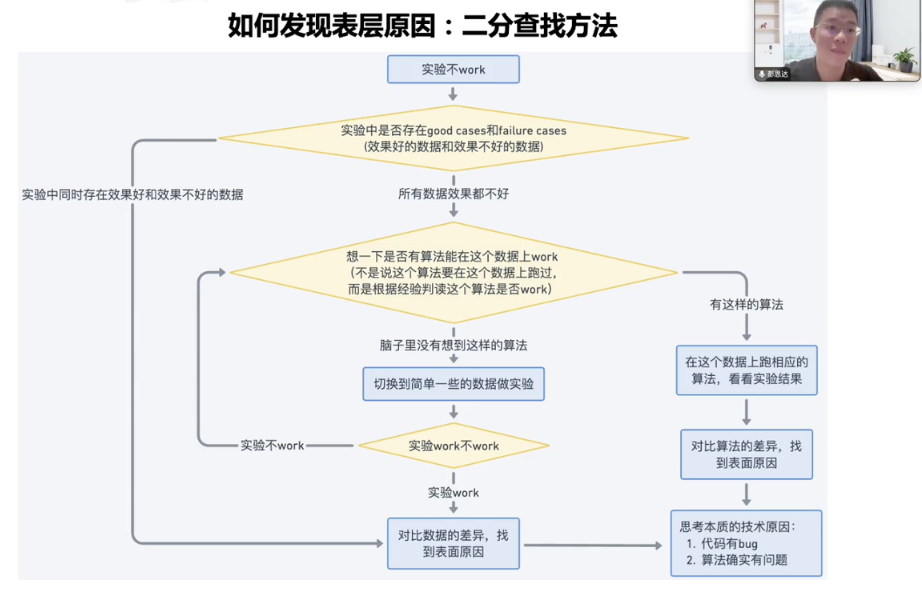 如何发现表层原因：二分查找方法
彭思达
实验不work
实验中是否存在good cases和failure cases
(效果好的数据和效果不好的数据)
实验中同时存在效果好和效果不好的数据
所有数据效果都不好
想一下是否有算法能在这个数据上work
（不是说这个算法要在这个数据上跑过，
而是根据经验判读这个算法是否work）
有这样的算法
脑子里没有想到这样的算法
在这个数据上跑相应的
算法，看看实验结果
切换到简单一些的数据做实验
实验不work
实验work不work
对比算法的差异，找
到表面原因
实验work
对比数据的差异，找
到表面原因
思考本质的技术原因：
1. 代码有bug
2. 算法确实有问题